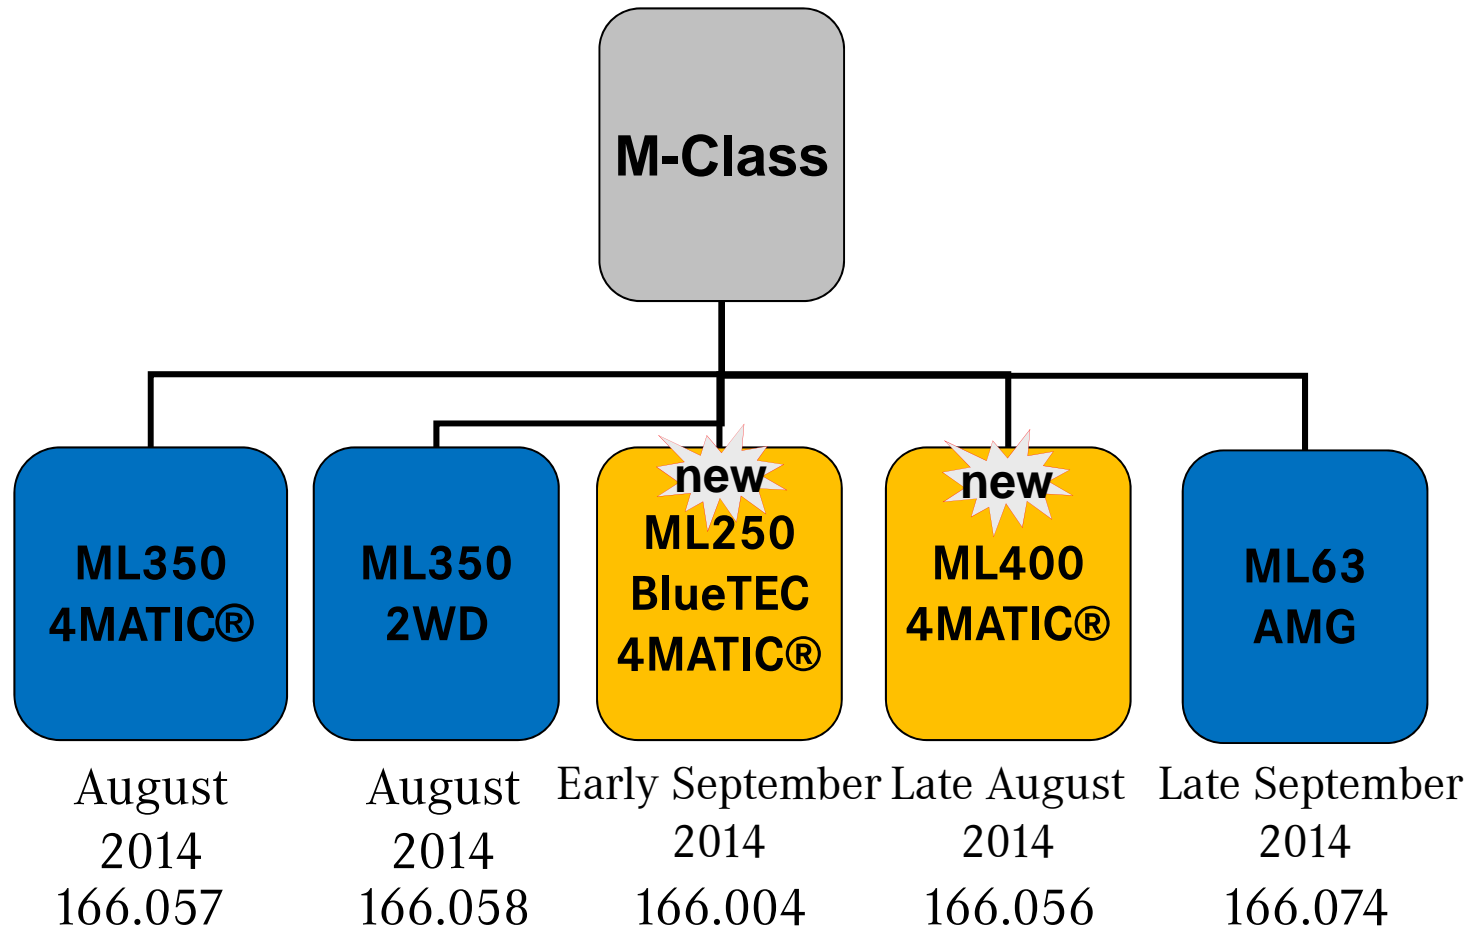 M-Class
ML350
4MATIC®
August
2014
166.057
ML350
2WD
August
2014
166.058
new
ML250
BlueTEC
4MATIC®
Early September
2014
166.004
new
ML400
4MATIC®
Late August
2014
166.056
ML63
AMG
Late September
2014
166.074